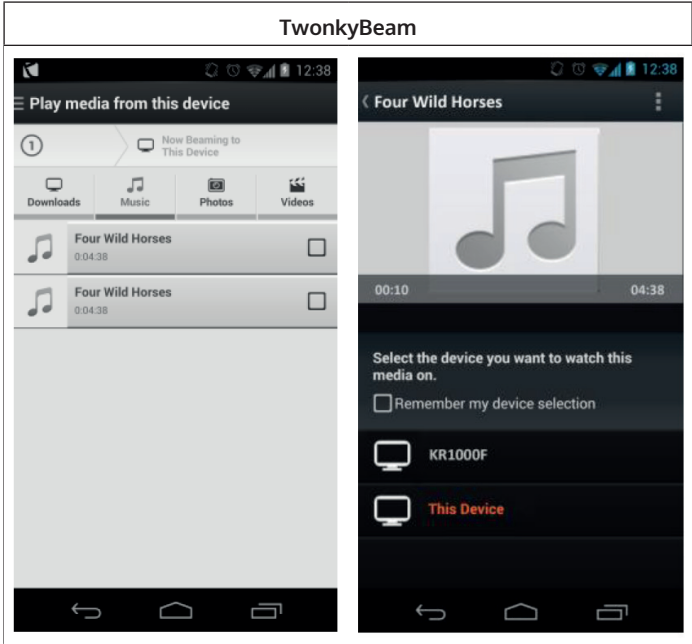 TwonkyBeam
12:38
Play media from this device
1
Now Beaming to
This Device
Downloads Music Photos Videos
Four Wild Horses
0:04:38
Four Wild Horses
0:04:38
12:38
Four Wild Horses
00:10 04:38
Select the device you want to watch this
media on.
Remember my device selection
KR1000F
This Device